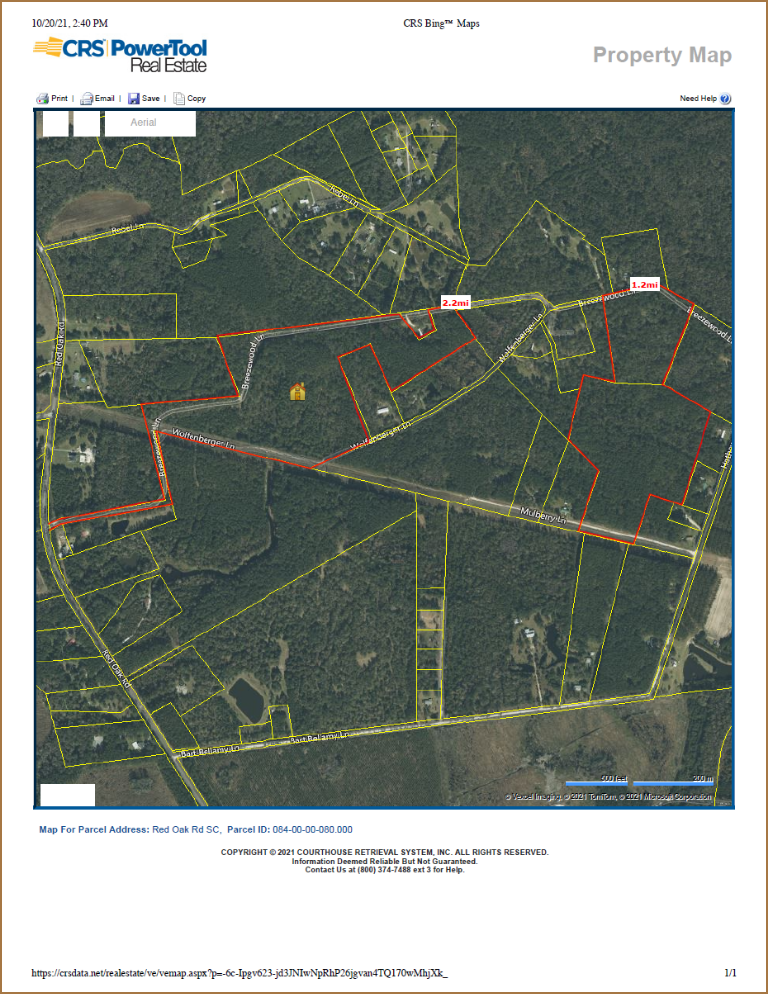 10/20/21, 2:40 PM
CRS Bing™ Maps
CRS PowerTool
Real Estate
Property Map
Print | Email | Save | Copy
Need Help
Aerial
Rebel Ln
Rebel Ln
2.2mi
1.2mi
Breezewood Ln
Breezewood Ln
Red Oak Rd
Breezewood Ln
Wolfenberger Ln
Wolfenberger Ln
Wolfenberger Ln
Breezewood Ln
Mulberry Ln
Red Oak Rd
Bart Bellamy Ln
Bart Bellamy Ln
500 feet
200 m
© Vexcel Imaging, © 2021 TomTom, © 2021 Microsoft Corporation
Map For Parcel Address: Red Oak Rd SC, Parcel ID: 084-00-00-080.000
COPYRIGHT © 2021 COURTHOUSE RETRIEVAL SYSTEM, INC. ALL RIGHTS RESERVED.
Information Deemed Reliable But Not Guaranteed.
Contact Us at (800) 374-7488 ext 3 for Help.
https://crsdata.net/realestate/ve/vemap.aspx?p=-6c-Ipgv623-jd3JNIwNpRhP26jgvan4TQ170wMhjXk_
1/1